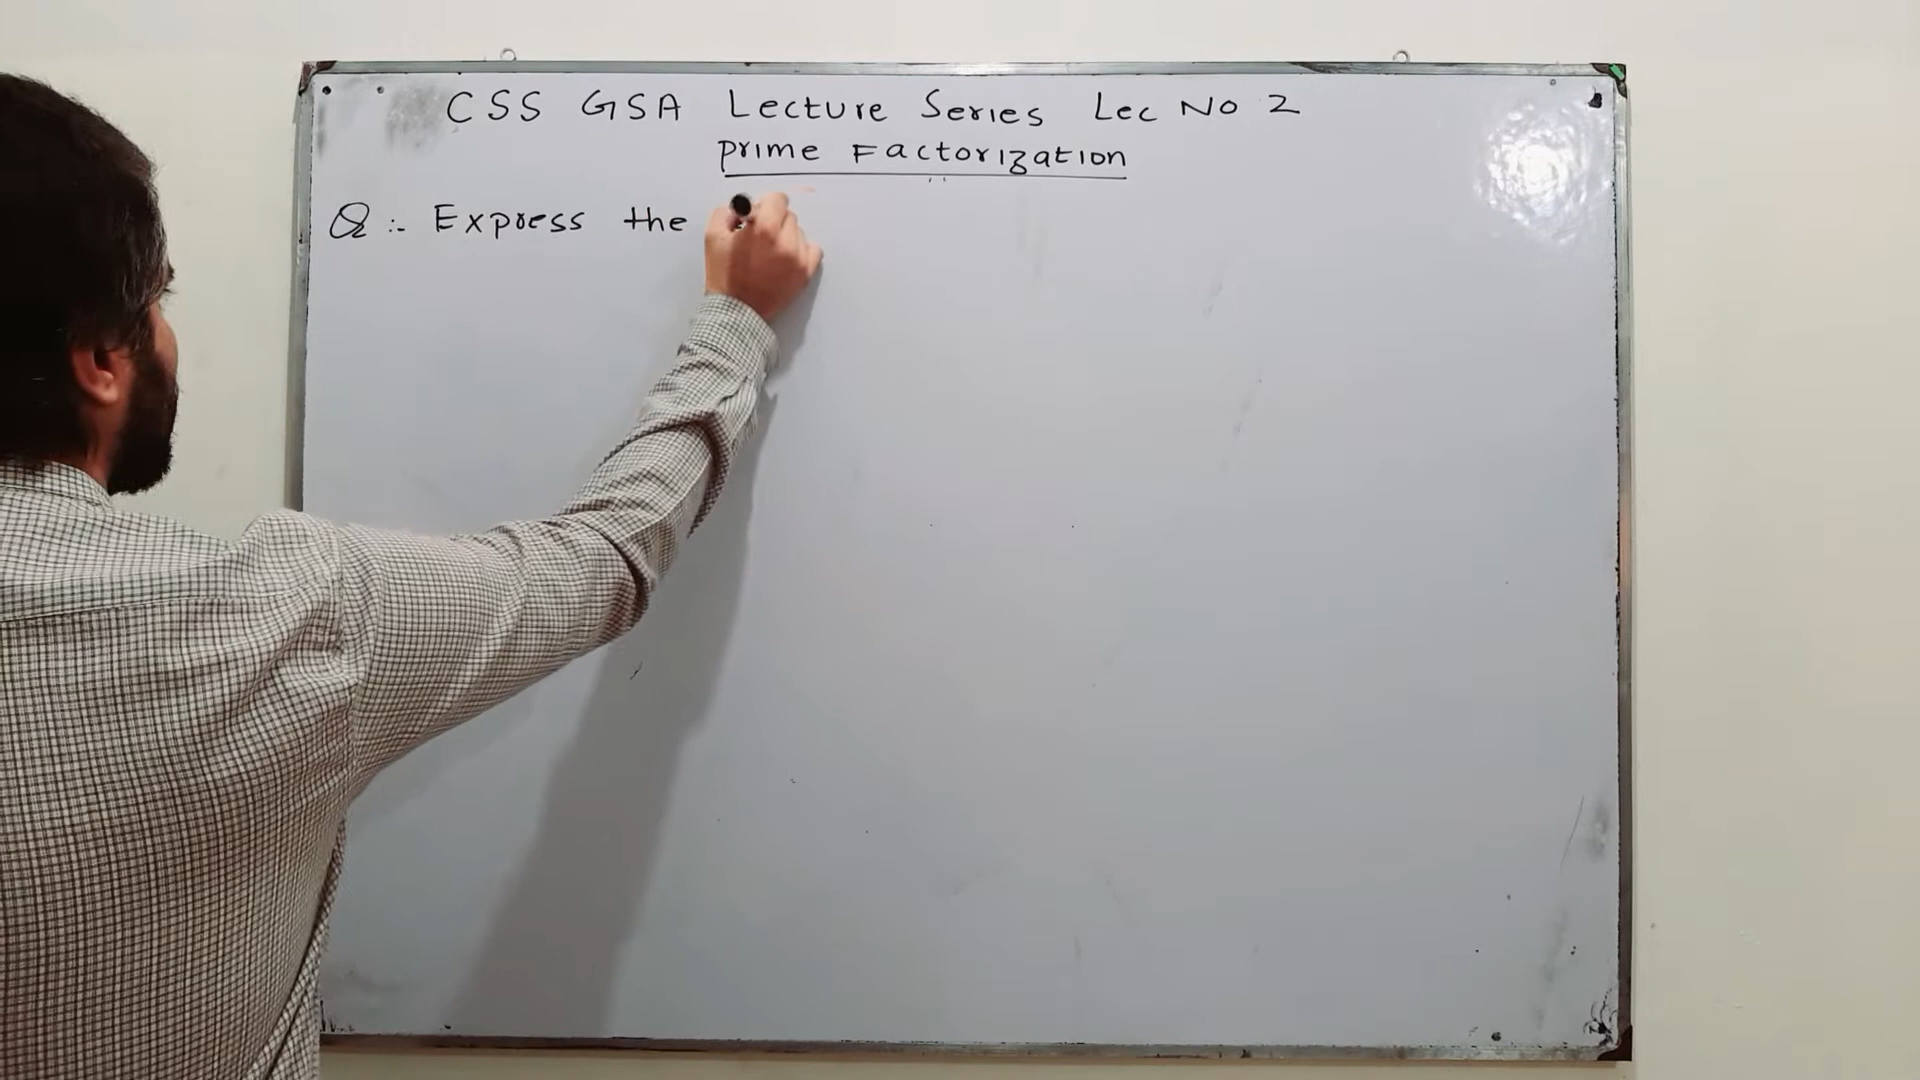 CSS GSA Lecture Series Lec No 2
Prime Factorization
Q :- Express the